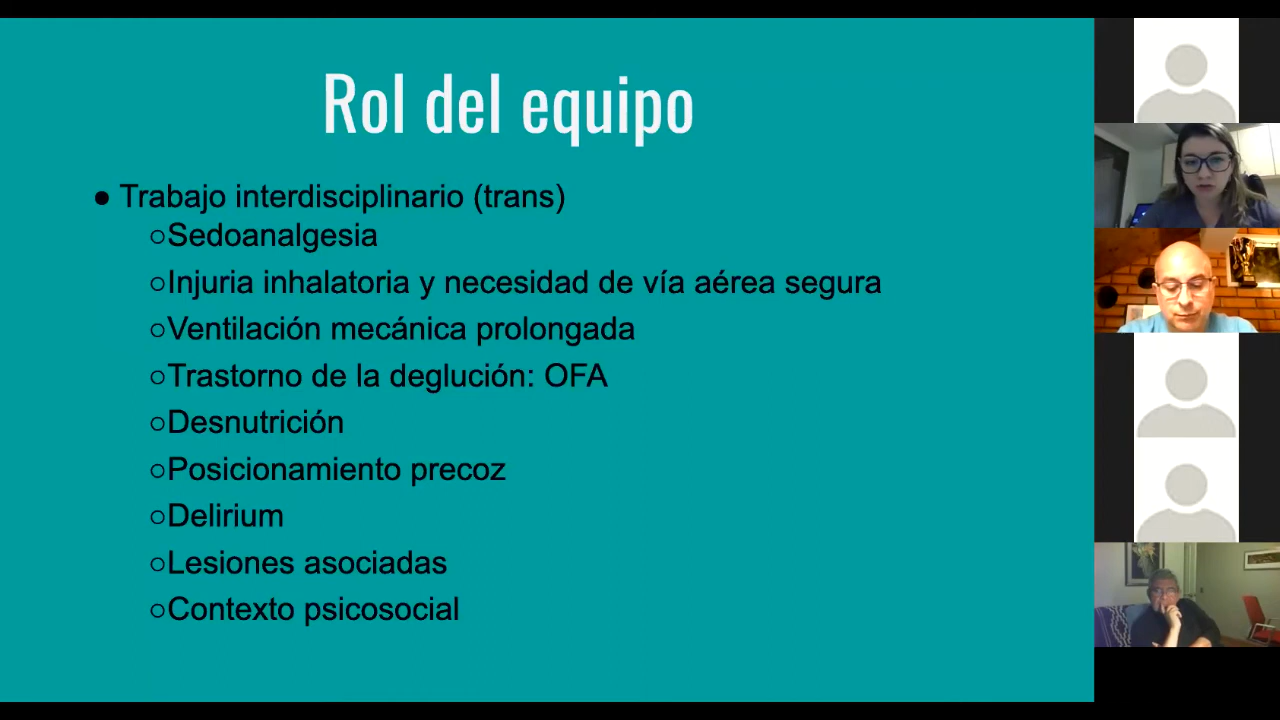 Rol del equipo
● Trabajo interdisciplinario (trans)
○Sedoanalgesia
○Injuria inhalatoria y necesidad de vía aérea segura
○Ventilación mecánica prolongada
○Trastorno de la deglución: OFA
○Desnutrición
○Posicionamiento precoz
○Delirium
○Lesiones asociadas
○Contexto psicosocial